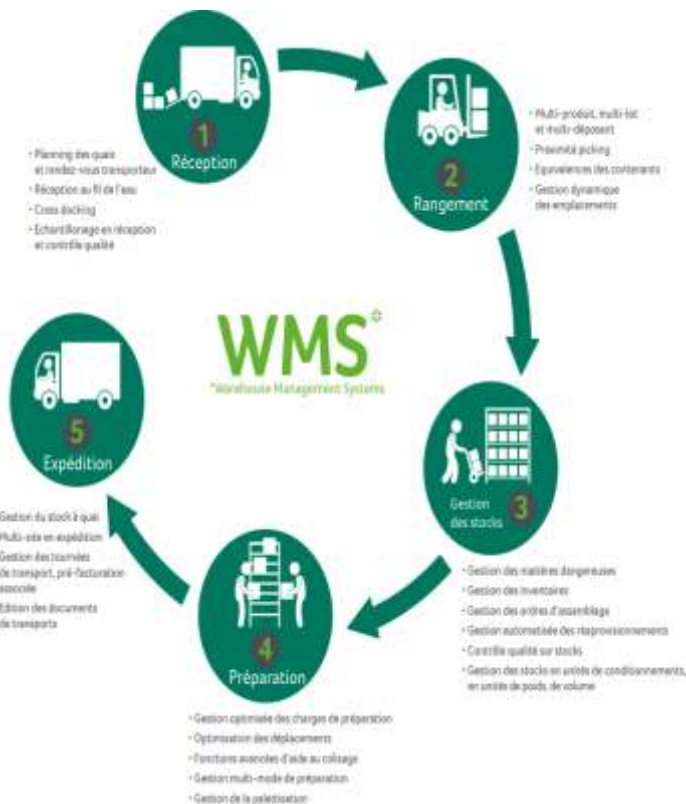 1
Réception
• Planning des quais
et rendez-vous transporteur
• Réception au fil de l'eau
• Cross docking
• Echantillonage en réception
et contrôle qualité
2
Rangement
• Multi-produit, multi-lot
et multi-déposant
• Proximité picking
• Equivalences des contenants
• Gestion dynamique
des emplacements
WMS*
*Warehouse Management Systems
3
Gestion
des stocks
• Gestion des matières dangereuses
• Gestion des inventaires
• Gestion des ordres d'assemblage
• Gestion automatisée des réaprovisionnements
• Contrôle qualité sur stocks
• Gestion des stocks en unités de conditionnements,
en unités de poids, de volume
4
Préparation
• Gestion optimisée des charges de préparation
• Optimisation des déplacements
• Fonctions avancées d'aide au colisage
• Gestion multi-mode de préparation
• Gestion de la palettisation
5
Expédition
Gestion du stock à quai
Multi-site en expédition
Gestion des tournées
de transport, pré-facturation
associée
Edition des documents
de transports